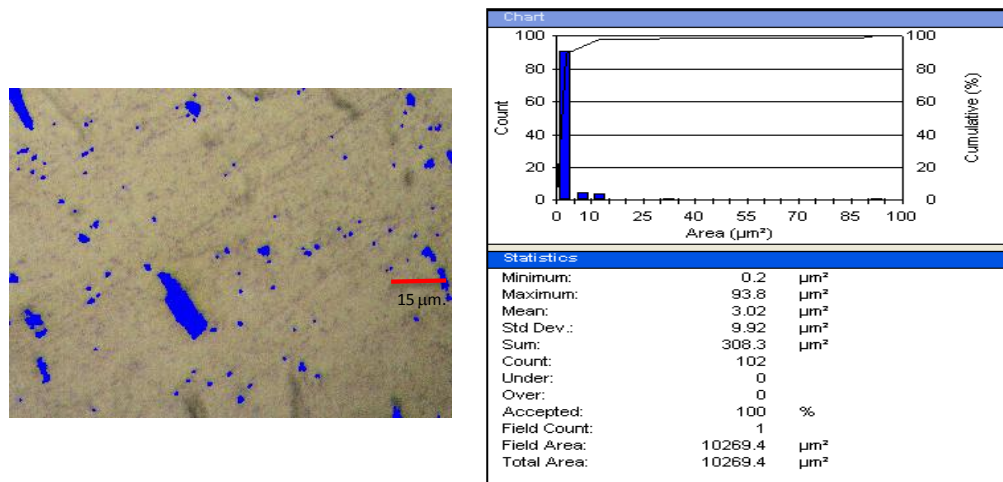 15 µm.
Chart
100 100
80 80
60 60
40 40
20 20
0 0
Count
Cumulative (%)
0 10 25 40 55 70 85 100
Area (µm²)
Statistics
Minimum: 0.2 µm²
Maximum: 93.8 µm²
Mean: 3.02 µm²
Std Dev.: 9.92 µm²
Sum: 308.3 µm²
Count: 102
Under: 0
Over: 0
Accepted: 100 %
Field Count: 1
Field Area: 10269.4 µm²
Total Area: 10269.4 µm²